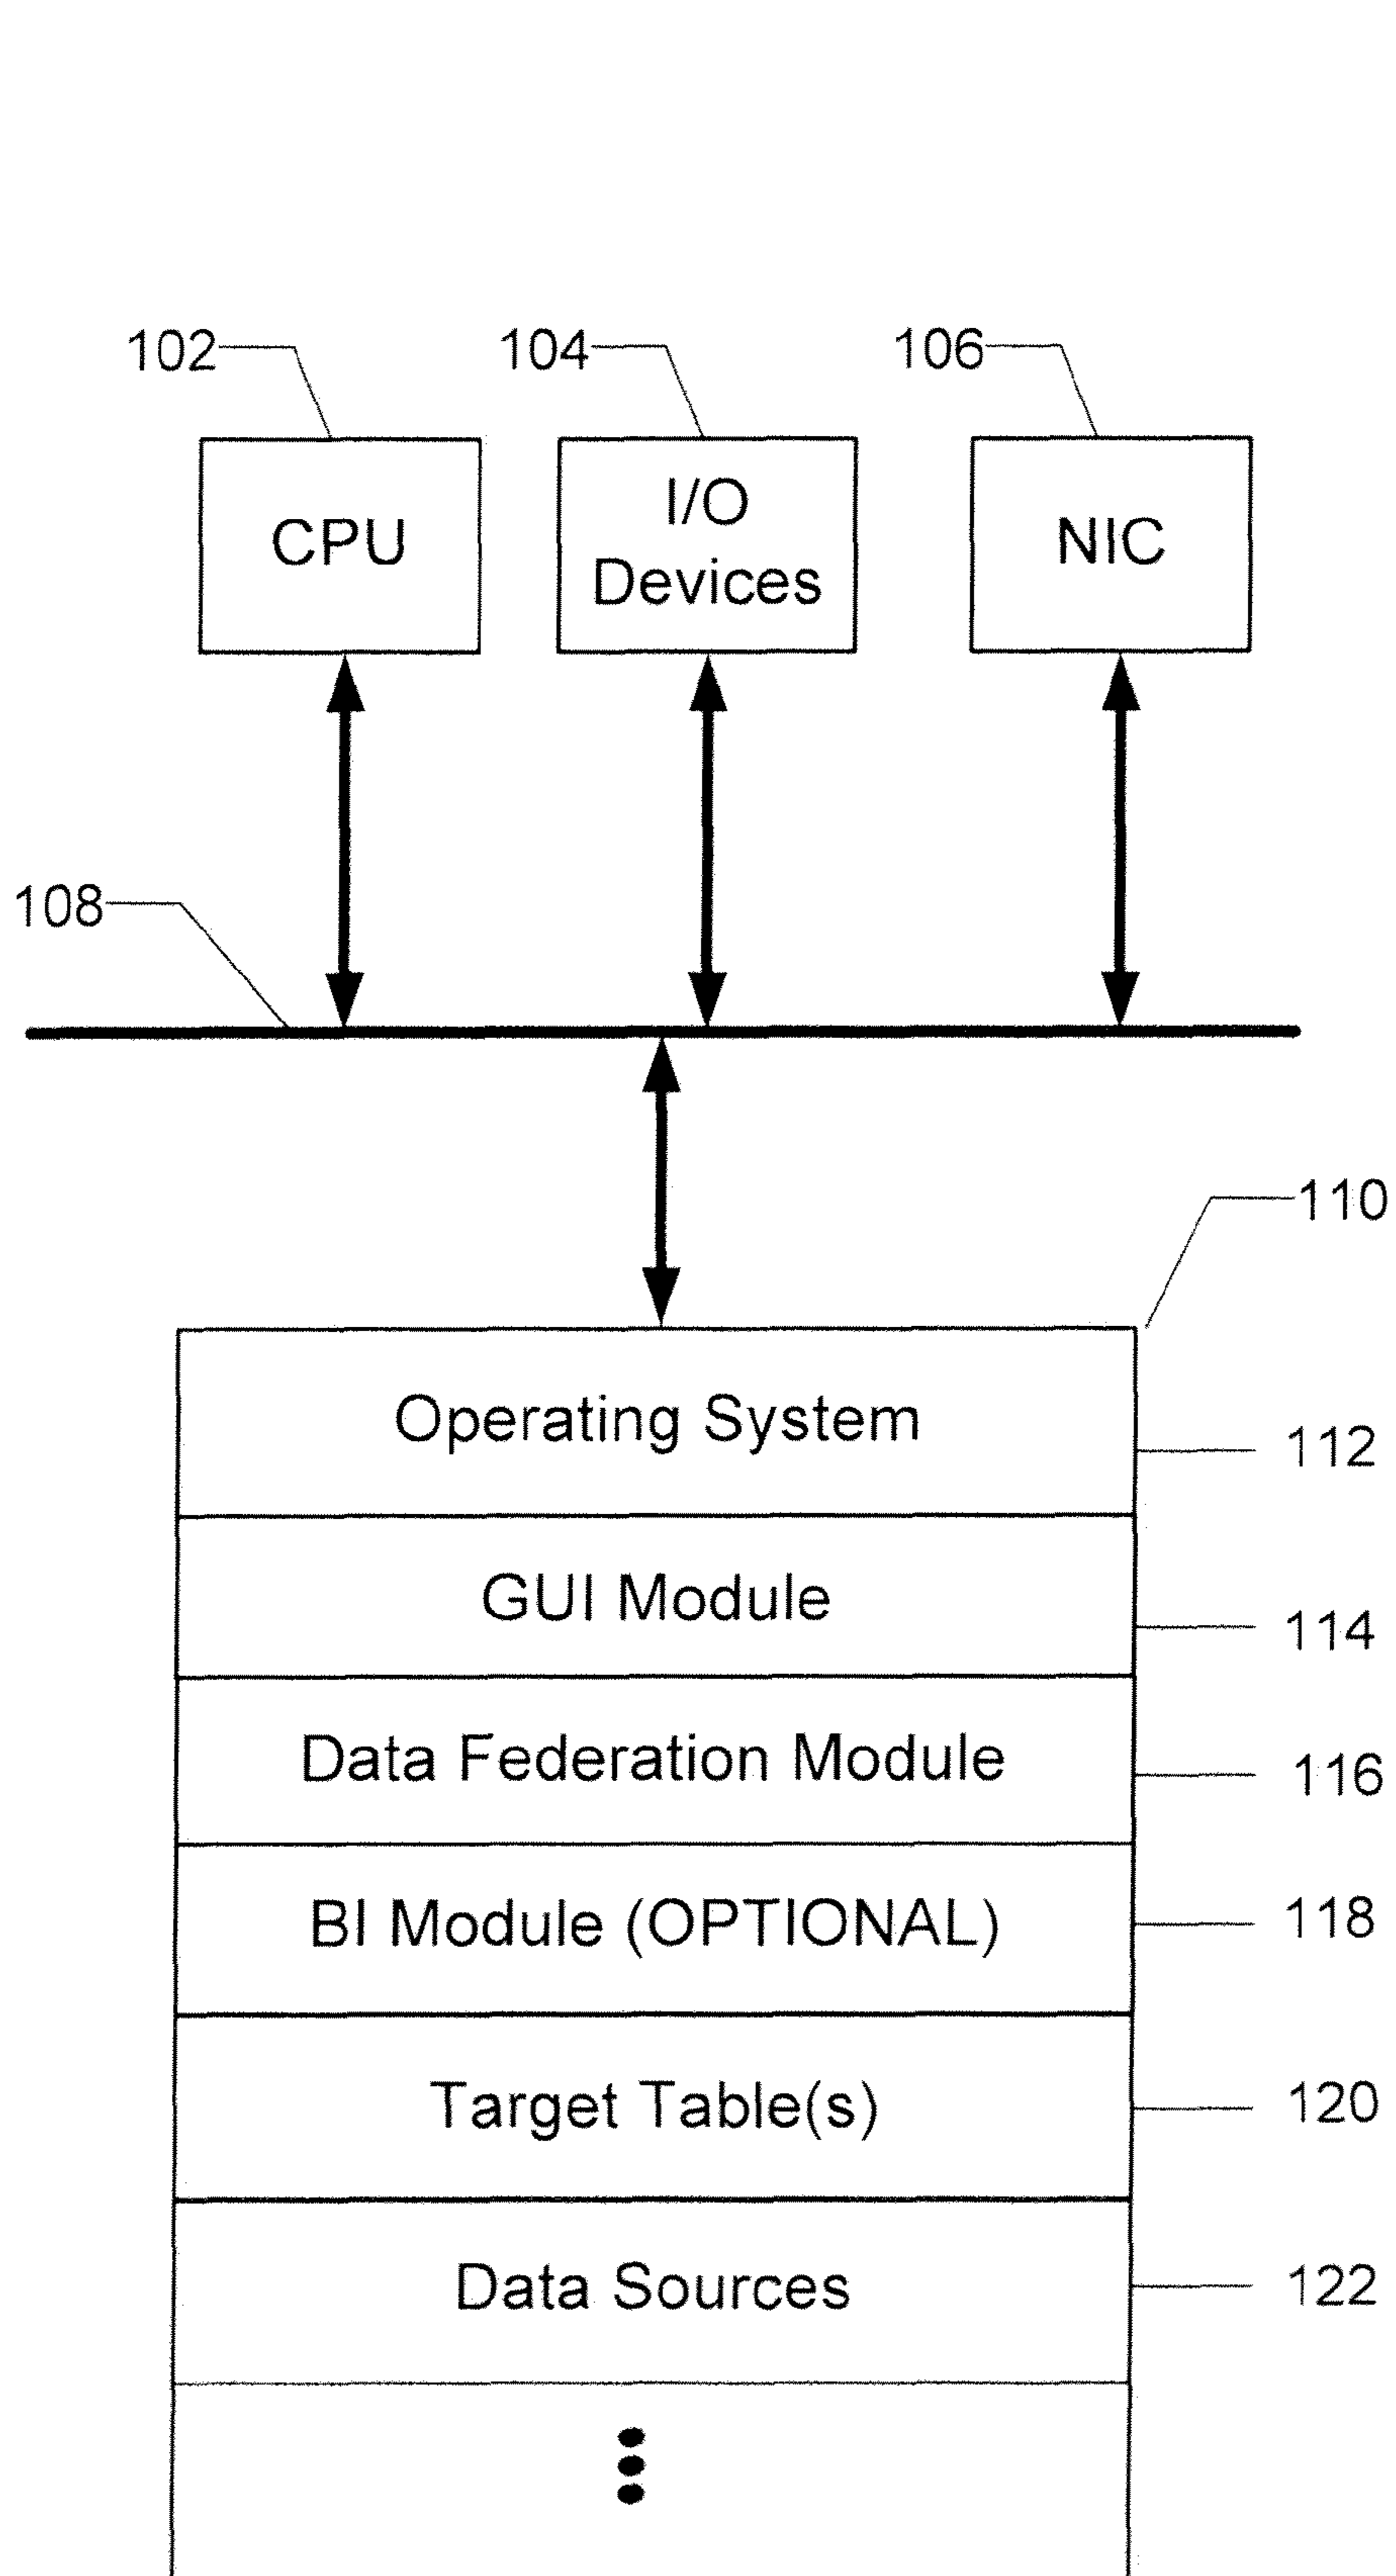 102
104
106
CPU
I/O
Devices
NIC
108
110
Operating System
112
GUI Module
114
Data Federation Module
116
BI Module (OPTIONAL)
118
Target Table(s)
120
Data Sources
122